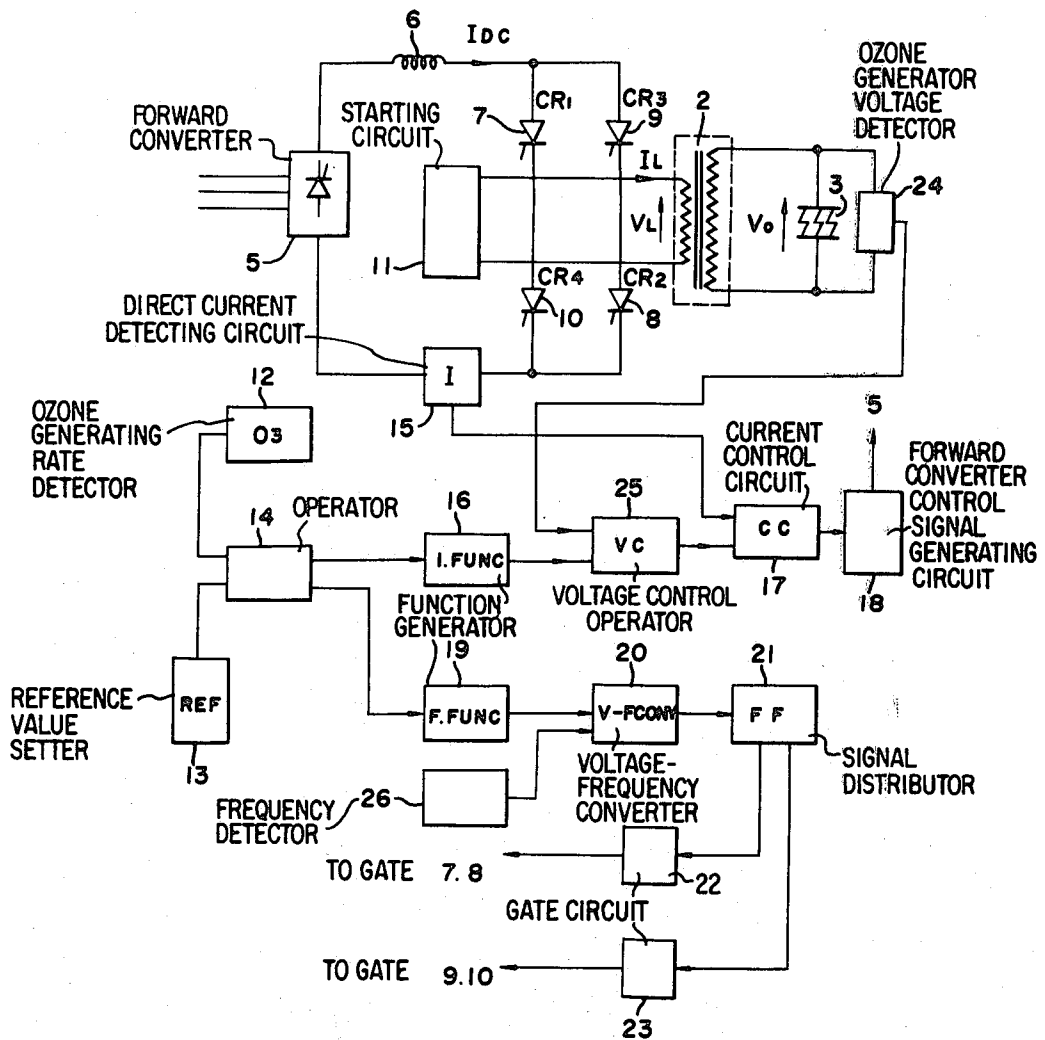 6
IDC
OZONE
GENERATOR
VOLTAGE
DETECTOR
FORWARD
CONVERTER
STARTING
CIRCUIT
7
CR1
CR3
9
2
IL
VL
VO
3
24
5
11
CR4
CR2
10
8
DIRECT CURRENT
DETECTING CIRCUIT
I
15
12
O3
OZONE
GENERATING
RATE
DETECTOR
14
OPERATOR
16
I.FUNC
FUNCTION
GENERATOR
25
VC
VOLTAGE CONTROL
OPERATOR
CURRENT
CONTROL
CIRCUIT
CC
17
5
FORWARD
CONVERTER
CONTROL
SIGNAL
GENERATING
CIRCUIT
18
REFERENCE
VALUE
SETTER
REF
13
19
F.FUNC
20
V-FCONV
VOLTAGE-
FREQUENCY
CONVERTER
21
FF
SIGNAL
DISTRIBUTOR
FREQUENCY
DETECTOR
26
TO GATE 7.8
22
GATE CIRCUIT
TO GATE 9.10
23